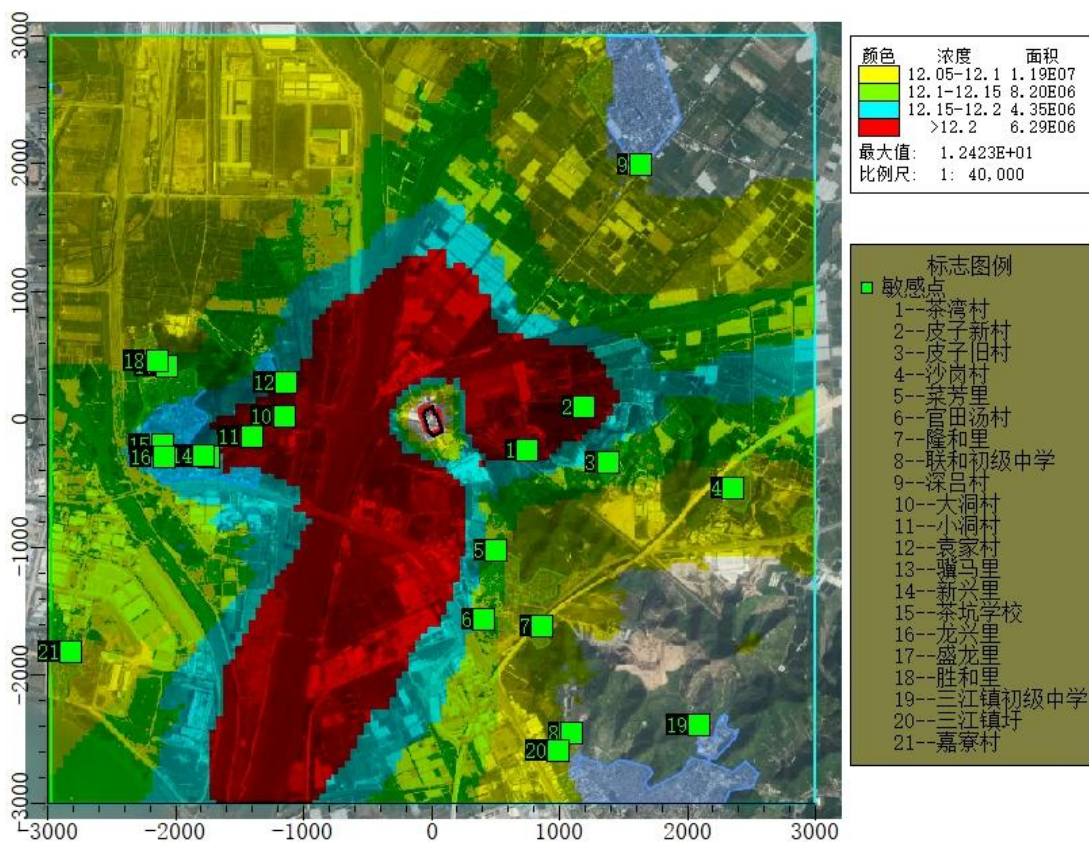 3000
2000
1000
0
-1000
-2000
-3000
-3000 -2000 -1000 0 1000 2000 3000
9
18
12
10
11
2
1
3
15
16
14
4
5
6
7
21
8
20
19
颜色 浓度 面积
12.05-12.1 1.19E07
12.1-12.15 8.20E06
12.15-12.2 4.35E06
>12.2 6.29E06
最大值: 1.2423E+01
比例尺: 1: 40,000
标志图例
敏感点
1--茶湾村
2--皮子新村
3--皮子旧村
4--沙岗村
5--菜芳里
6--官田汤村
7--隆和里
8--联和初级中学
9--深吕村
10--大洞村
11--小洞村
12--袁家村
13--骥马里
14--新兴里
15--茶坑学校
16--龙兴里
17--盛龙里
18--胜和里
19--三江镇初级中学
20--三江镇圩
21--嘉寮村